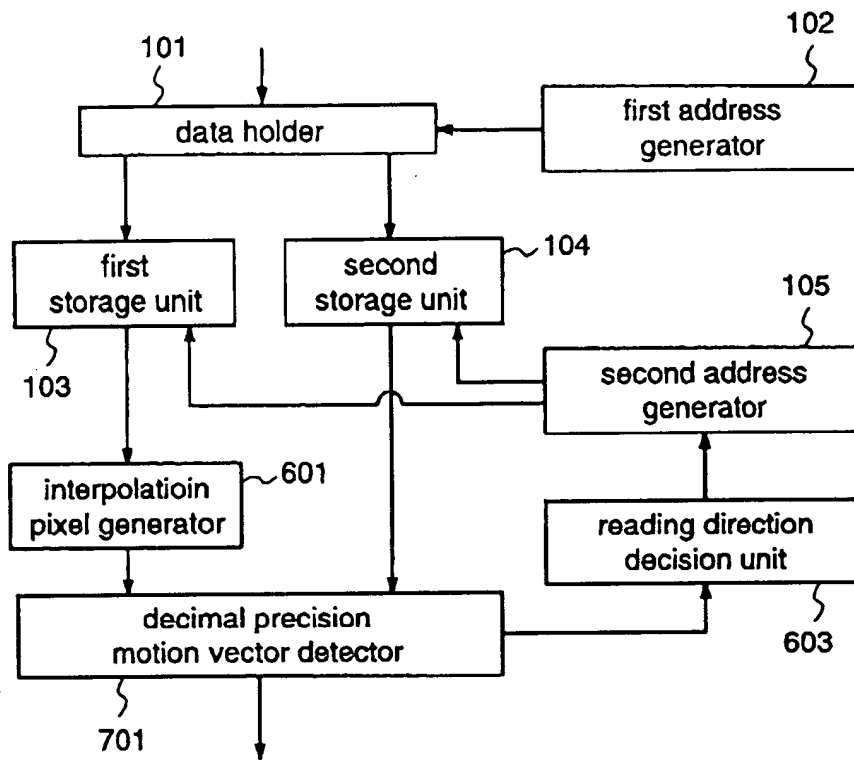 101
102
data holder
first address
generator
first
storage unit
103
second
storage unit
104
105
second address
generator
interpolatioin
pixel generator
601
reading direction
decision unit
603
decimal precision
motion vector detector
701